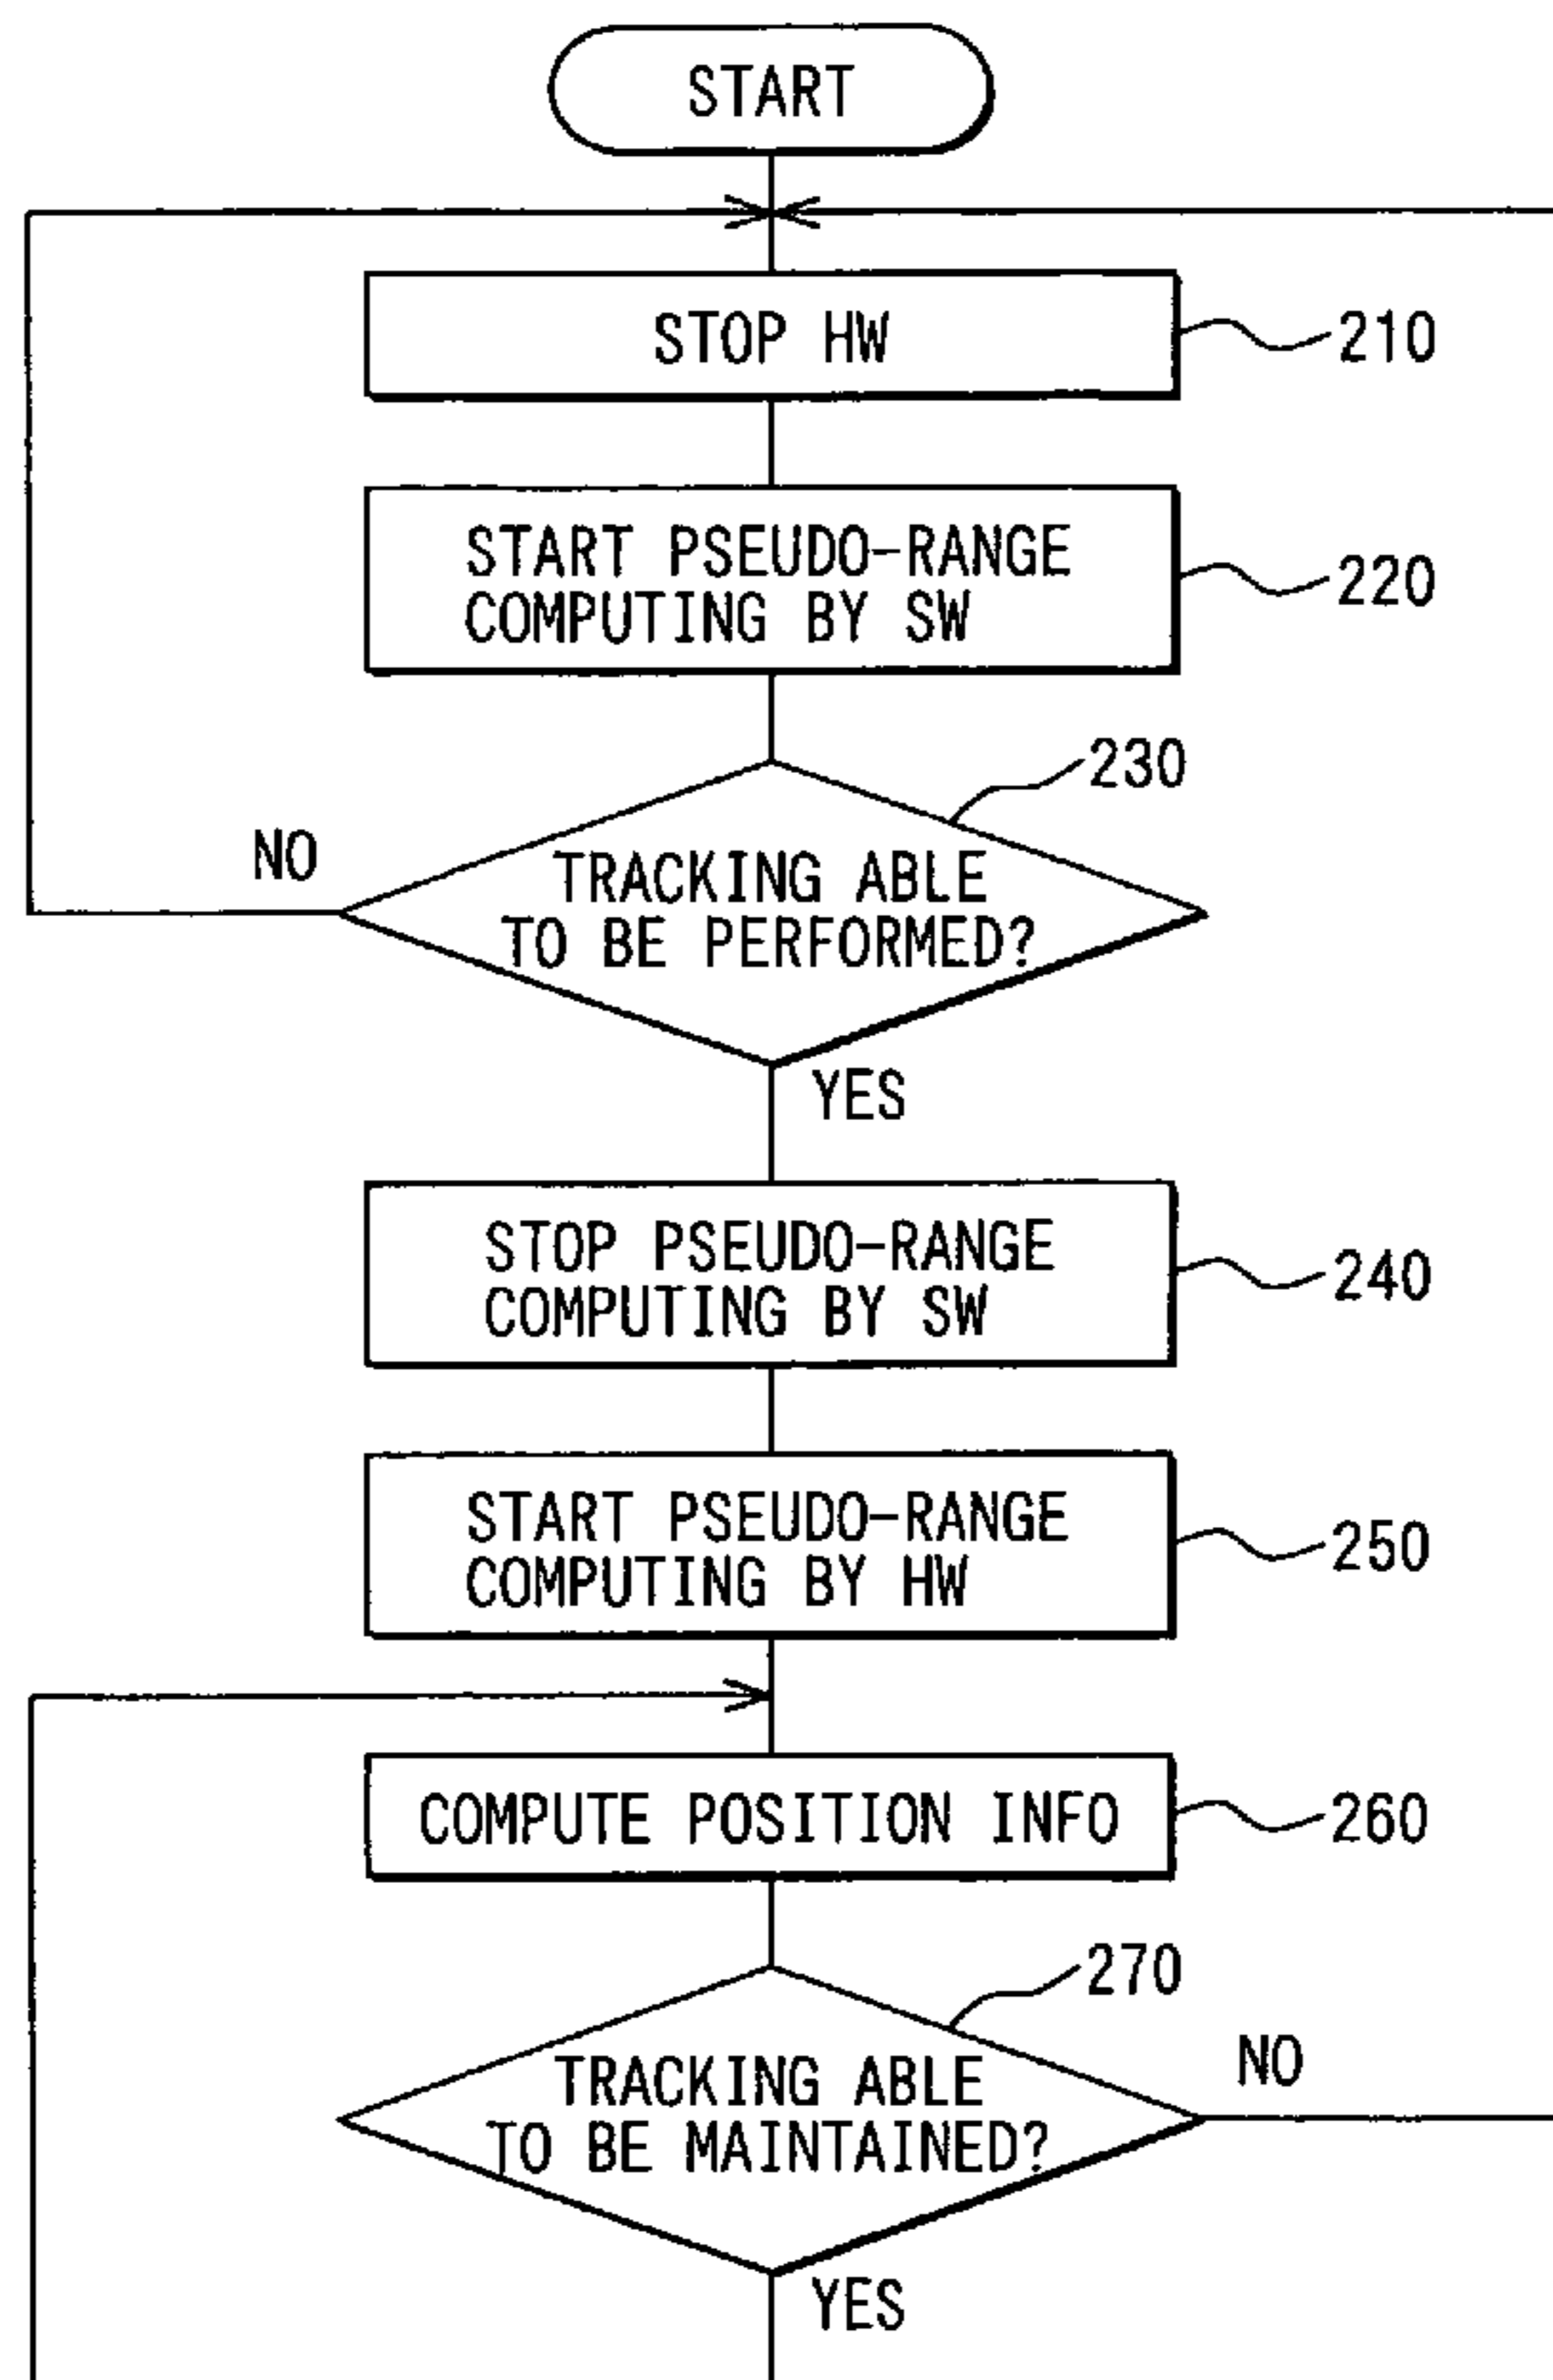 START
STOP HW
210
START PSEUDO-RANGE
COMPUTING BY SW
220
230
NO
TRACKING ABLE
TO BE PERFORMED?
YES
STOP PSEUDO-RANGE
COMPUTING BY SW
240
START PSEUDO-RANGE
COMPUTING BY HW
250
COMPUTE POSITION INFO
260
270
NO
TRACKING ABLE
TO BE MAINTAINED?
YES